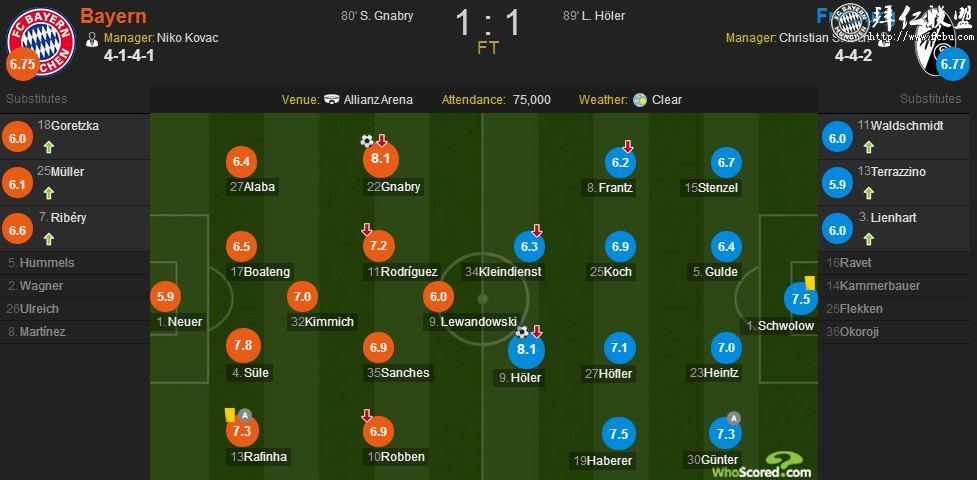 FC BAYERN
MÜNCHEN
Bayern
Manager: Niko Kovac
4-1-4-1
6.75
80' S. Gnabry
1 : 1
FT
89' L. Höler
拜仁联盟
http://www.fcbu.com
Manager: Christian
4-4-2
6.77
Substitutes
Venue: Allianz Arena
Attendance: 75,000
Weather: Clear
Substitutes
6.0
18 Goretzka
6.1
25 Müller
6.6
7. Ribéry
5. Hummels
2. Wagner
26 Ulreich
8. Martínez
6.4
27 Alaba
8.1
22 Gnabry
6.2
8. Frantz
6.7
15 Stenzel
6.5
17 Boateng
7.2
11 Rodríguez
6.3
34 Kleindienst
6.9
25 Koch
6.4
5. Gulde
5.9
1. Neuer
7.0
32 Kimmich
6.0
9. Lewandowski
7.5
1. Schwolow
7.8
4. Süle
6.9
35 Sanches
8.1
9. Höler
7.1
27 Höfler
7.0
23 Heintz
A
7.3
13 Rafinha
6.9
10 Robben
7.5
19 Haberer
A
7.3
30 Günter
WhoScored.com
6.0
11 Waldschmidt
5.9
13 Terrazzino
6.0
3. Lienhart
16 Ravet
14 Kammerbauer
26 Flekken
36 Okoroji